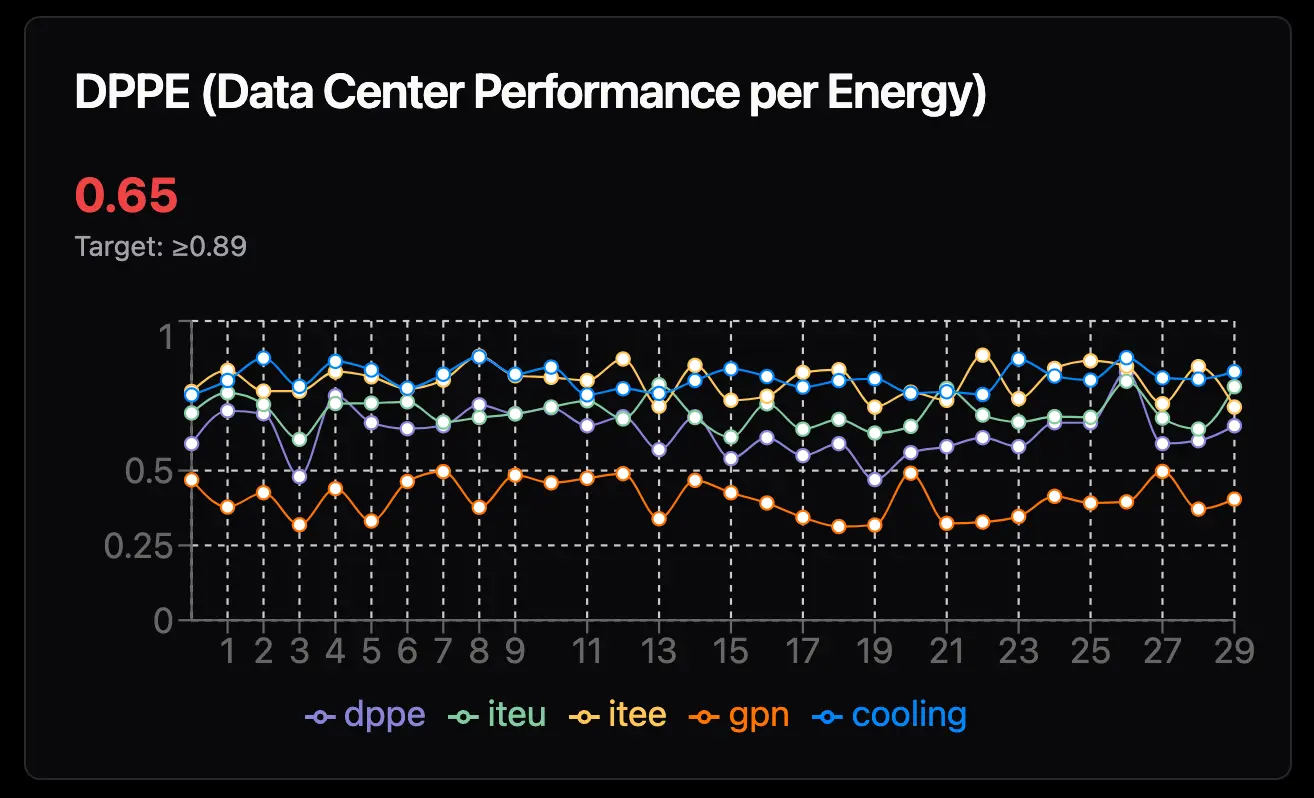 DPPE (Data Center Performance per Energy)
0.65
Target: ≥0.89
1
0.5
0.25
0
1 2 3 4 5 6 7 8 9 11 13 15 17 19 21 23 25 27 29
dppe iteu itee gpn cooling